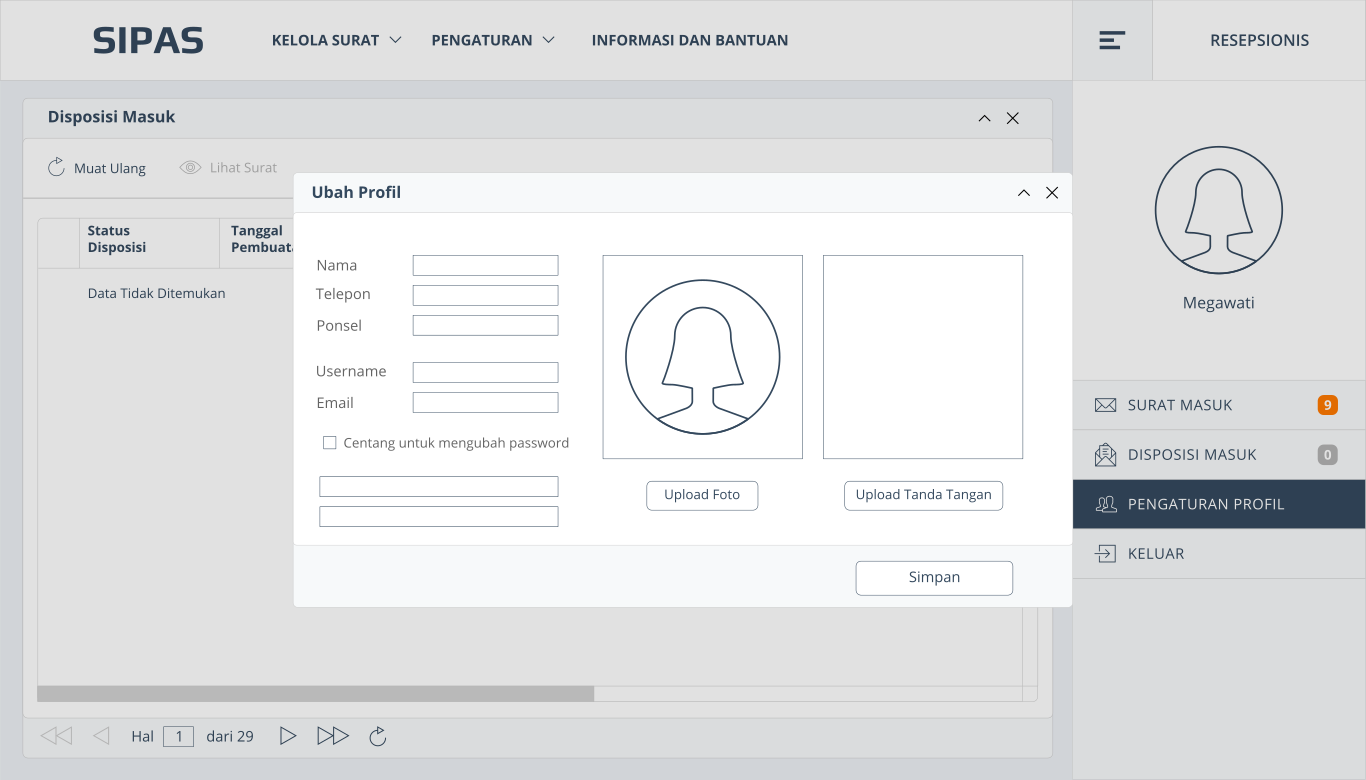 SIPAS
KELOLA SURAT
PENGATURAN
INFORMASI DAN BANTUAN
RESEPSIONIS
Disposisi Masuk
Muat Ulang
Lihat Surat
Status
Disposisi
Tanggal
Pembuata
Data Tidak Ditemukan
Ubah Profil
Nama
Telepon
Ponsel
Username
Email
Centang untuk mengubah password
Upload Foto
Upload Tanda Tangan
Simpan
Megawati
SURAT MASUK 9
DISPOSISI MASUK 0
PENGATURAN PROFIL
KELUAR
Hal 1 dari 29